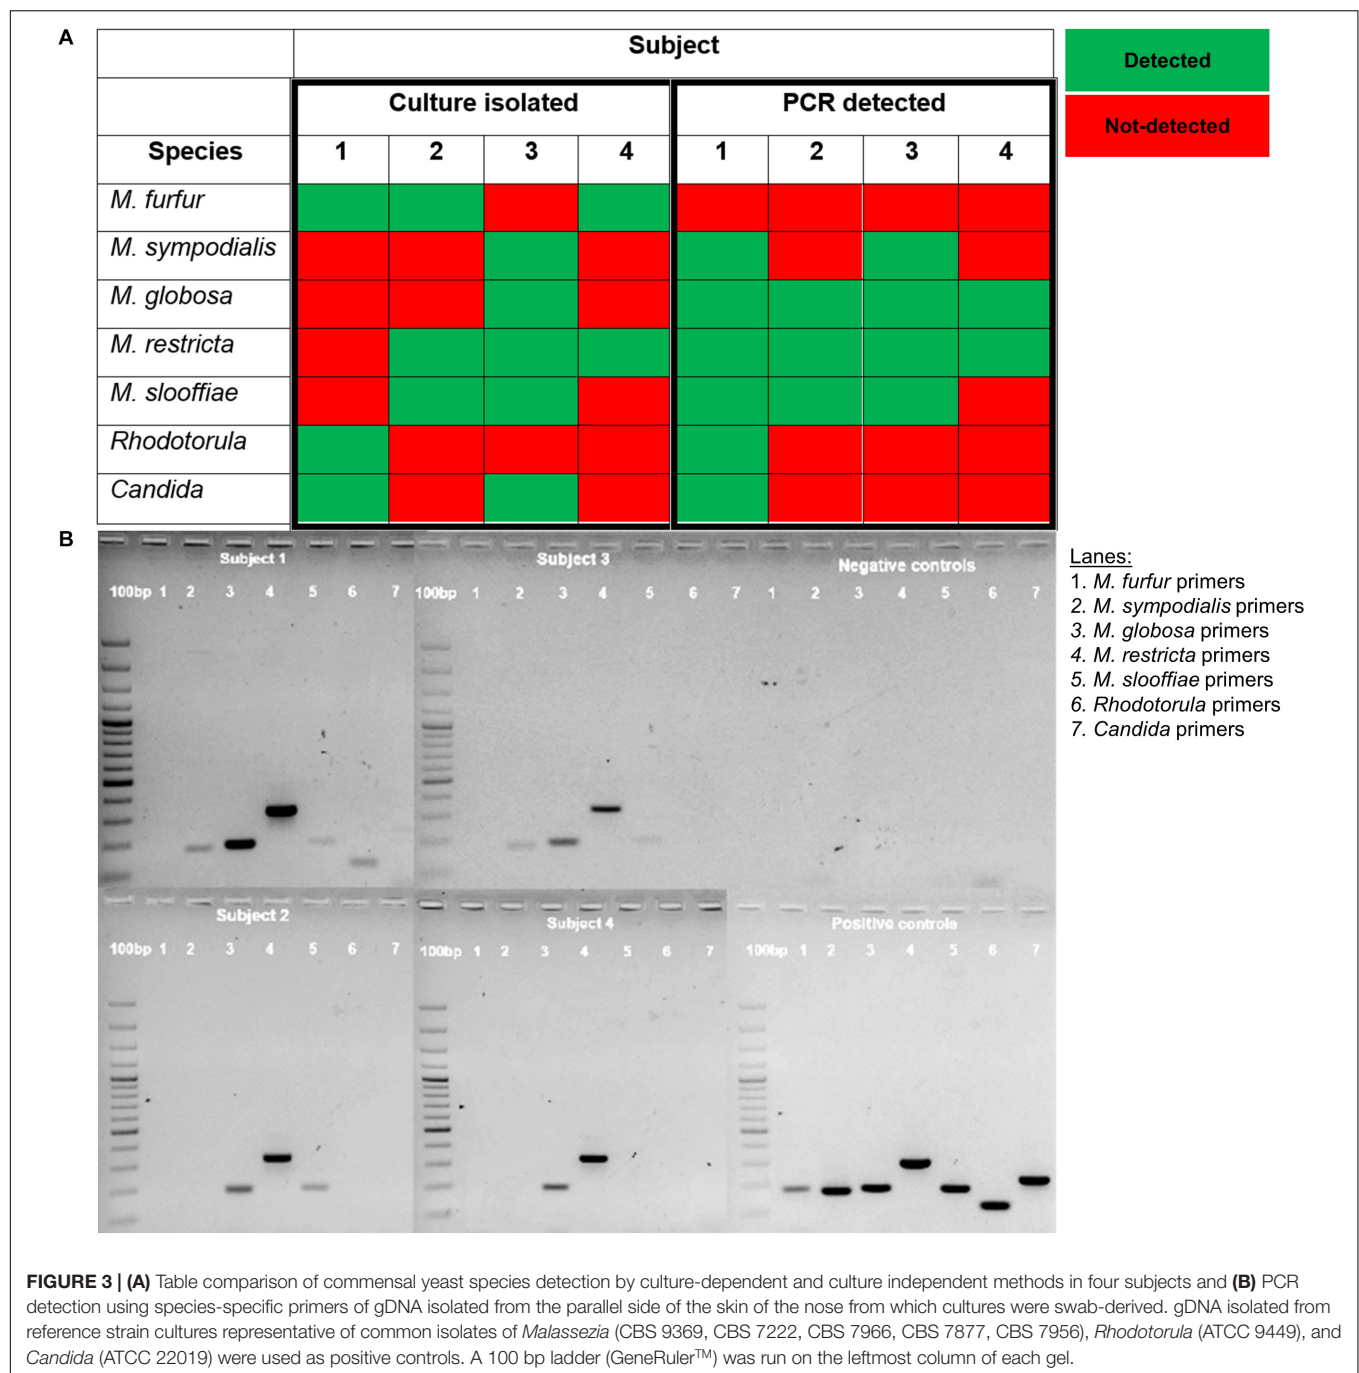 A
Subject
Detected
Not-detected
Culture isolated PCR detected
Species 1 2 3 4 1 2 3 4
M. furfur
M. sympodialis
M. globosa
M. restricta
M. slooffiae
Rhodotorula
Candida
B
Subject 1 Subject 3 Negative controls
100bp 1 2 3 4 5 6 7 100bp 1 2 3 4 5 6 7 1 2 3 4 5 6 7
Lanes:
1. M. furfur primers
2. M. sympodialis primers
3. M. globosa primers
4. M. restricta primers
5. M. slooffiae primers
6. Rhodotorula primers
7. Candida primers
Subject 2 Subject 4 Positive controls
100bp 1 2 3 4 5 6 7 100bp 1 2 3 4 5 6 7 100bp 1 2 3 4 5 6 7
FIGURE 3 | (A) Table comparison of commensal yeast species detection by culture-dependent and culture independent methods in four subjects and (B) PCR
detection using species-specific primers of gDNA isolated from the parallel side of the skin of the nose from which cultures were swab-derived. gDNA isolated from
reference strain cultures representative of common isolates of Malassezia (CBS 9369, CBS 7222, CBS 7966, CBS 7877, CBS 7956), Rhodotorula (ATCC 9449), and
Candida (ATCC 22019) were used as positive controls. A 100 bp ladder (GeneRuler™) was run on the leftmost column of each gel.